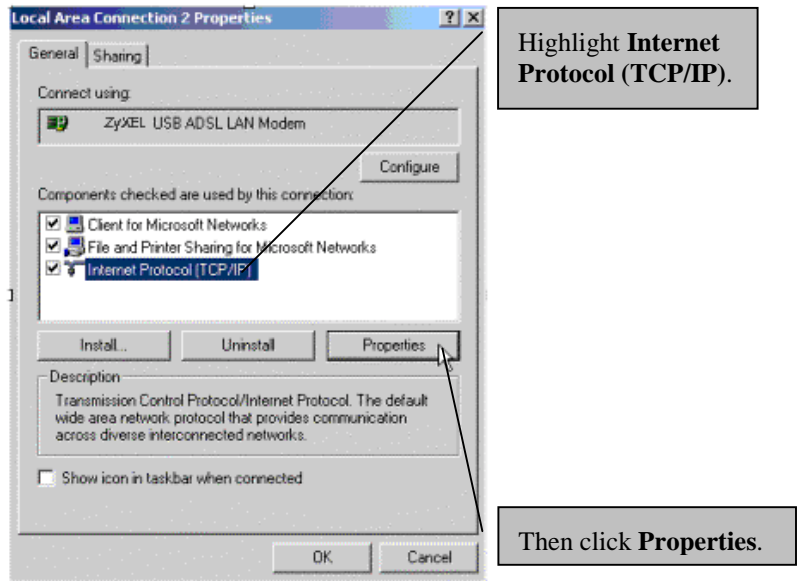 Local Area Connection 2 Properties
General Sharing
Connect using:
ZyXEL USB ADSL LAN Modem
Configure
Components checked are used by this connection:
Client for Microsoft Networks
File and Printer Sharing for Microsoft Networks
Internet Protocol (TCP/IP)
Install... Uninstall Properties
Description
Transmission Control Protocol/Internet Protocol. The default
wide area network protocol that provides communication
across diverse interconnected networks.
Show icon in taskbar when connected
OK Cancel
Highlight Internet
Protocol (TCP/IP).
Then click Properties.